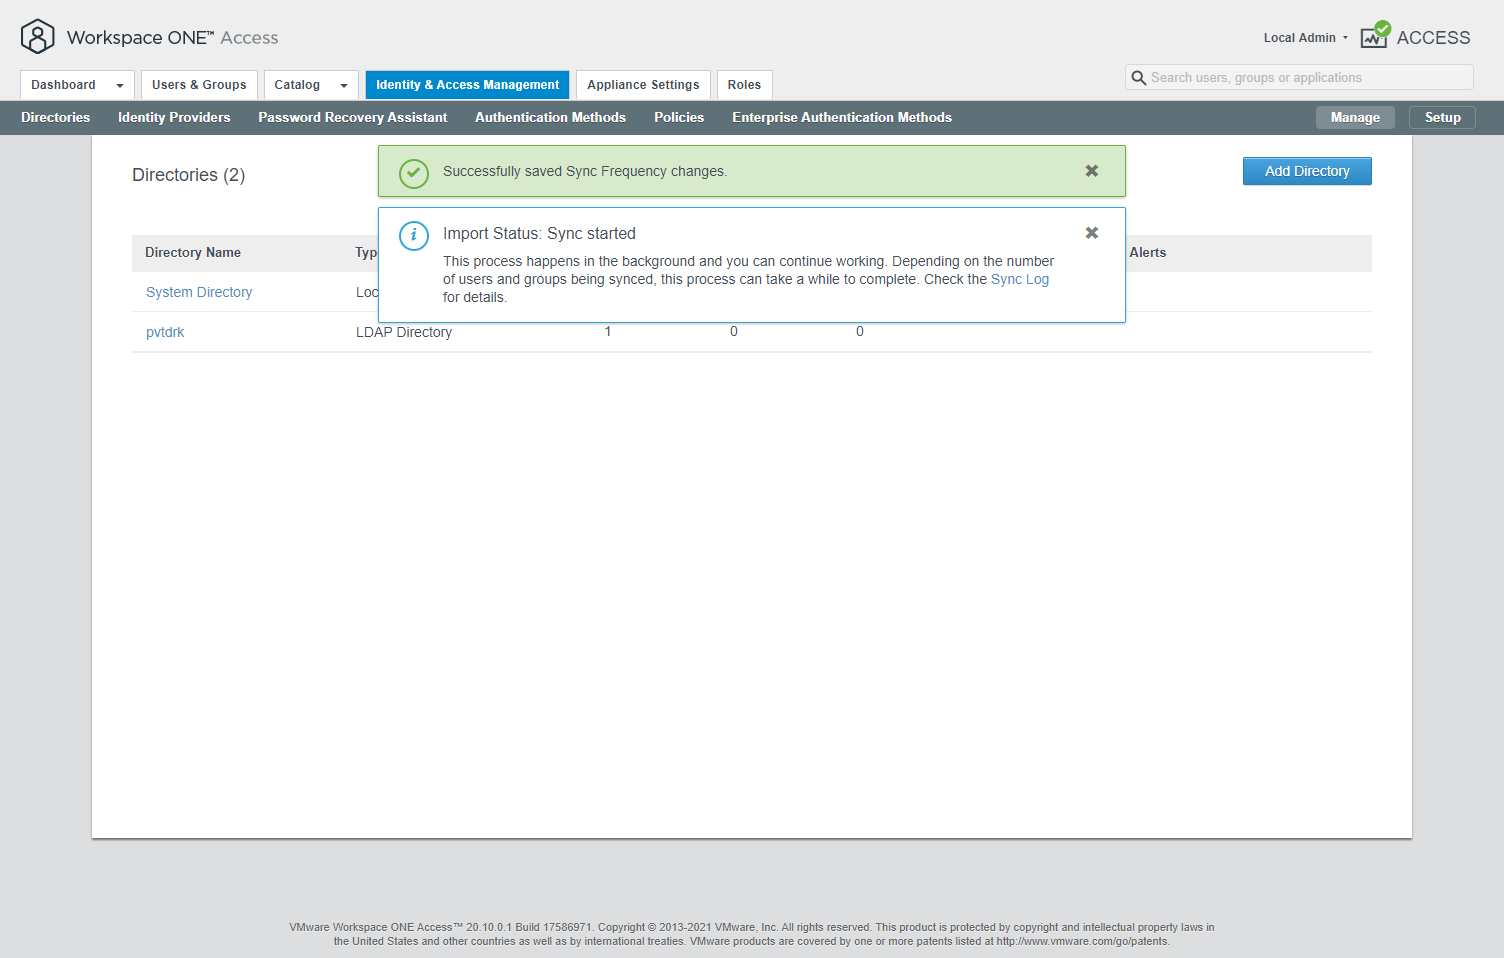 Workspace ONE™ Access
Local Admin
ACCESS
Dashboard
Users & Groups
Catalog
Identity & Access Management
Appliance Settings
Roles
Search users, groups or applications
Directories
Identity Providers
Password Recovery Assistant
Authentication Methods
Policies
Enterprise Authentication Methods
Manage
Setup
Directories (2)
Successfully saved Sync Frequency changes.
Add Directory
Import Status: Sync started
This process happens in the background and you can continue working. Depending on the number
of users and groups being synced, this process can take a while to complete. Check the Sync Log
for details.
Directory Name
Typ
Alerts
System Directory
Loc
pvtdrk
LDAP Directory
1
0
0
VMware Workspace ONE Access™ 20.10.0.1 Build 17586971. Copyright © 2013-2021 VMware, Inc. All rights reserved. This product is protected by copyright and intellectual property laws in
the United States and other countries as well as by international treaties. VMware products are covered by one or more patents listed at http://www.vmware.com/go/patents.